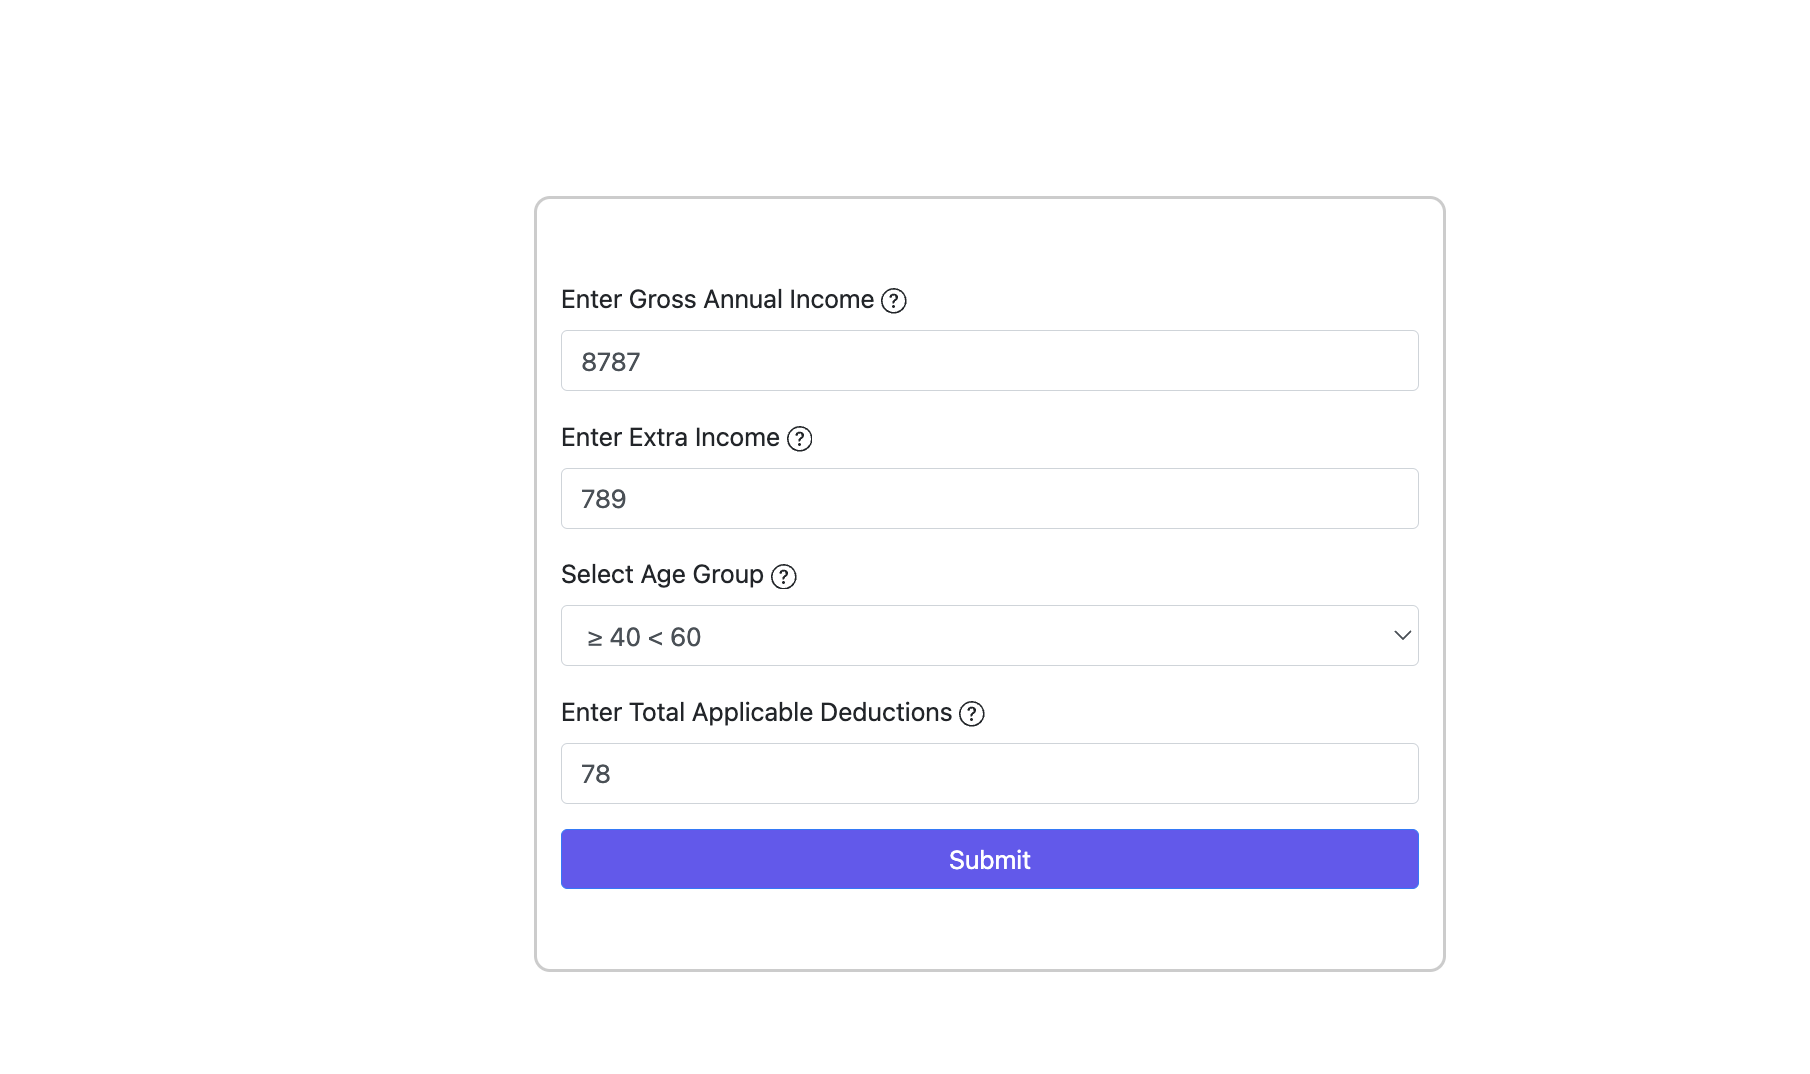 Enter Gross Annual Income ?
8787
Enter Extra Income ?
789
Select Age Group ?
≥ 40 < 60
Enter Total Applicable Deductions ?
78
Submit